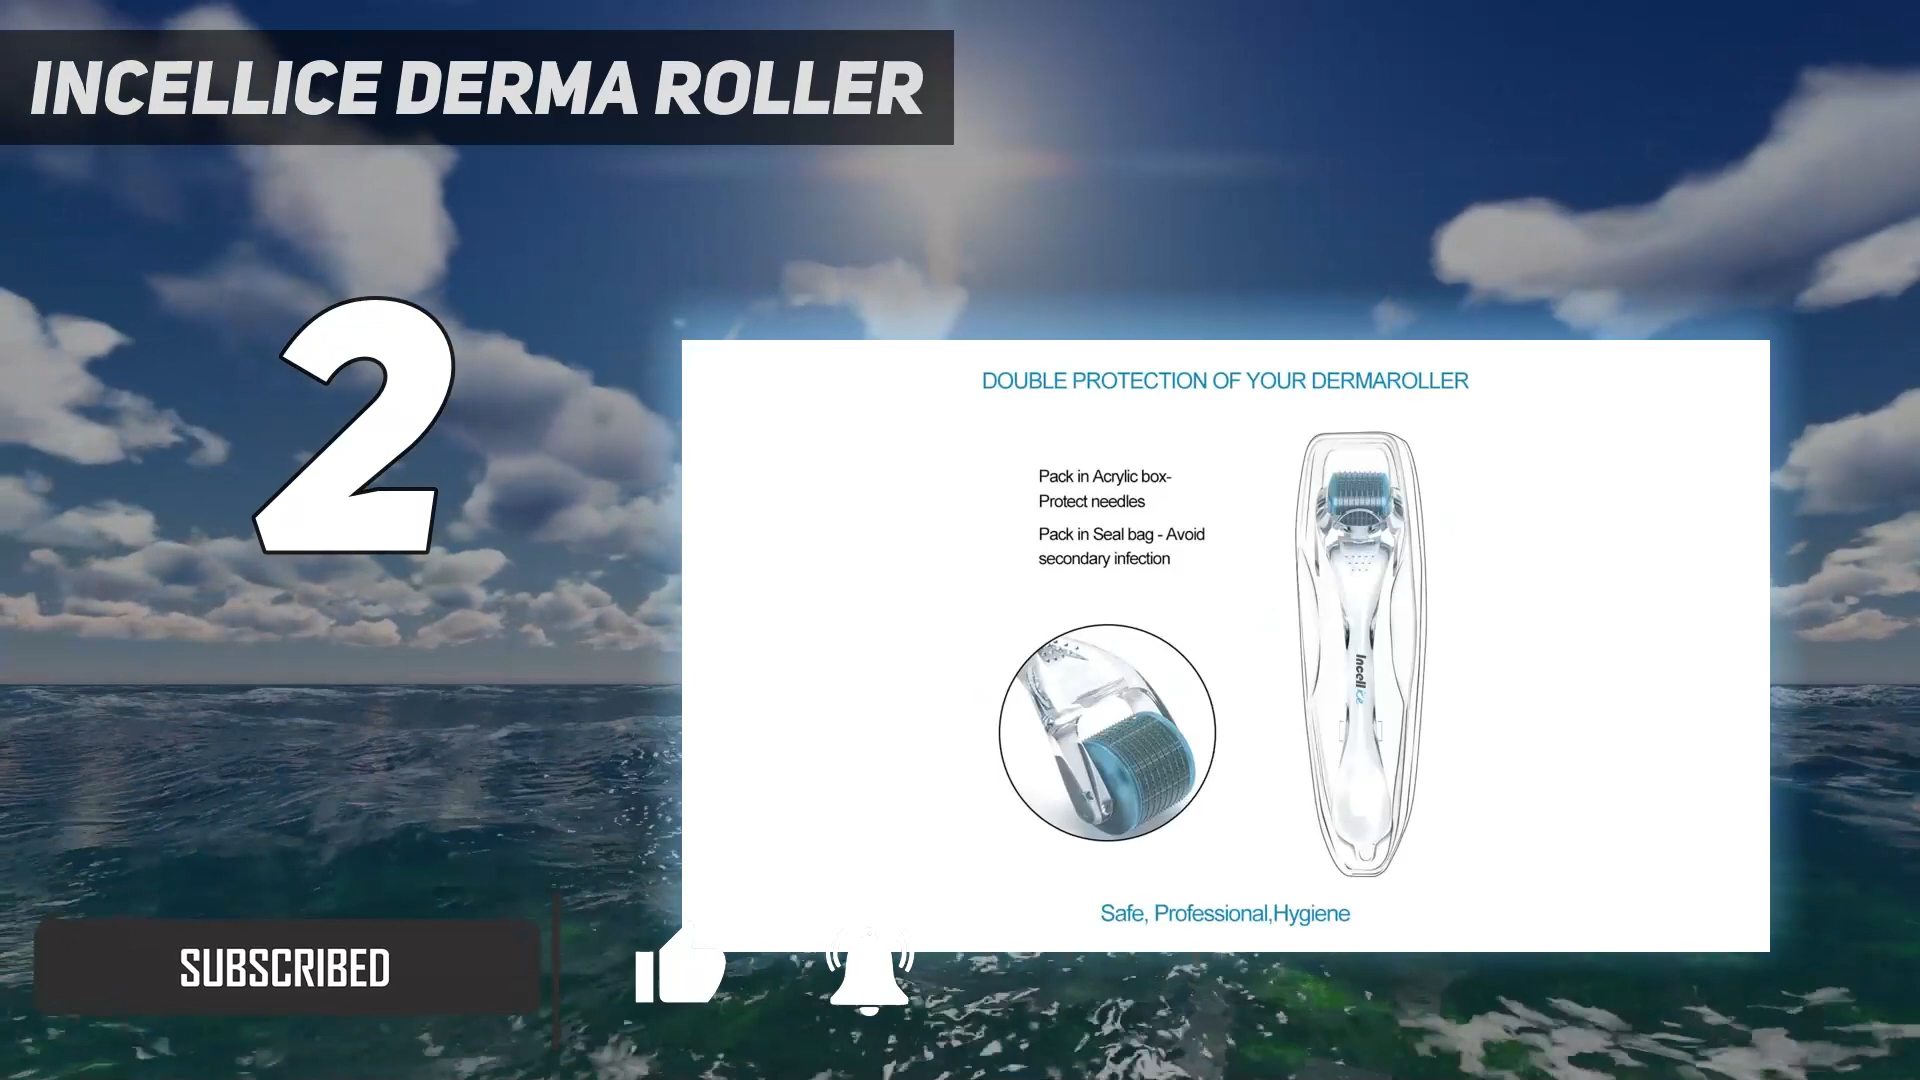 INCELLICE DERMA ROLLER
2
DOUBLE PROTECTION OF YOUR DERMAROLLER
Pack in Acrylic box-
Protect needles
Pack in Seal bag - Avoid
secondary infection
Incellice
Safe, Professional,Hygiene
SUBSCRIBED